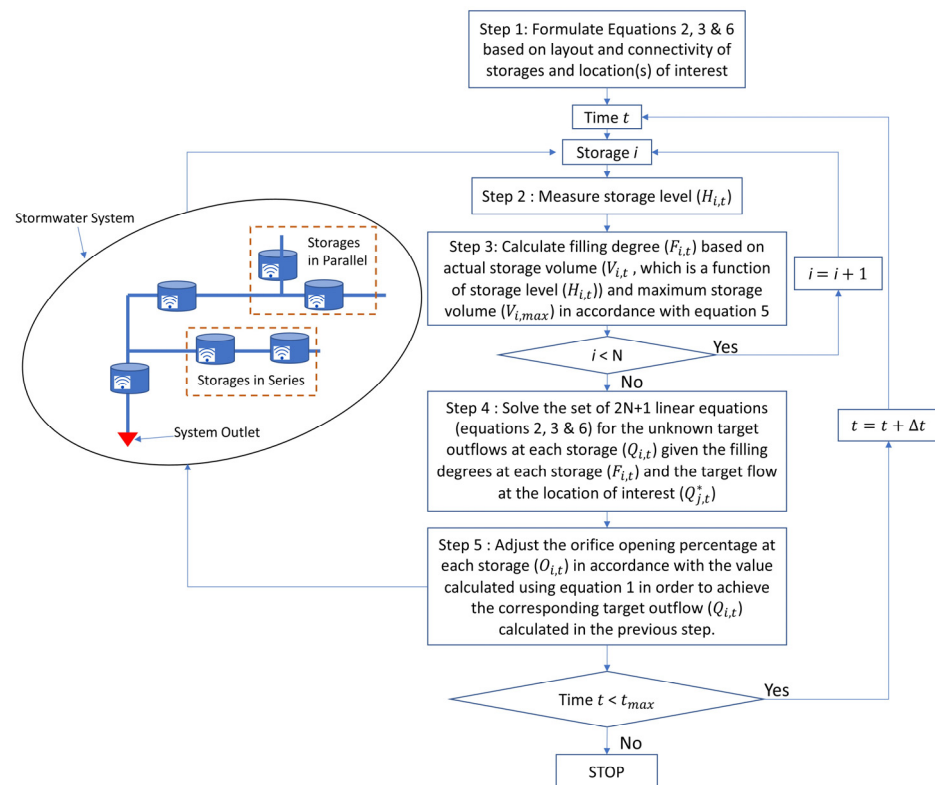 Step 1: Formulate Equations 2, 3 & 6
based on layout and connectivity of
storages and location(s) of interest
Time t
Storage i
Step 2 : Measure storage level (H_{i,t})
Step 3: Calculate filling degree (F_{i,t}) based on
actual storage volume (V_{i,t} , which is a function
of storage level (H_{i,t})) and maximum storage
volume (V_{i,max}) in accordance with equation 5
i = i + 1
i < N
Yes
No
Step 4 : Solve the set of 2N+1 linear equations
(equations 2, 3 & 6) for the unknown target
outflows at each storage (Q_{i,t}) given the filling
degrees at each storage (F_{i,t}) and the target flow
at the location of interest (Q^*_{j,t})
t = t + Δt
Step 5 : Adjust the orifice opening percentage at
each storage (O_{i,t}) in accordance with the value
calculated using equation 1 in order to achieve
the corresponding target outflow (Q_{i,t})
calculated in the previous step.
Time t < t_{max}
Yes
No
STOP
Stormwater System
Storages
in Parallel
Storages in Series
System Outlet